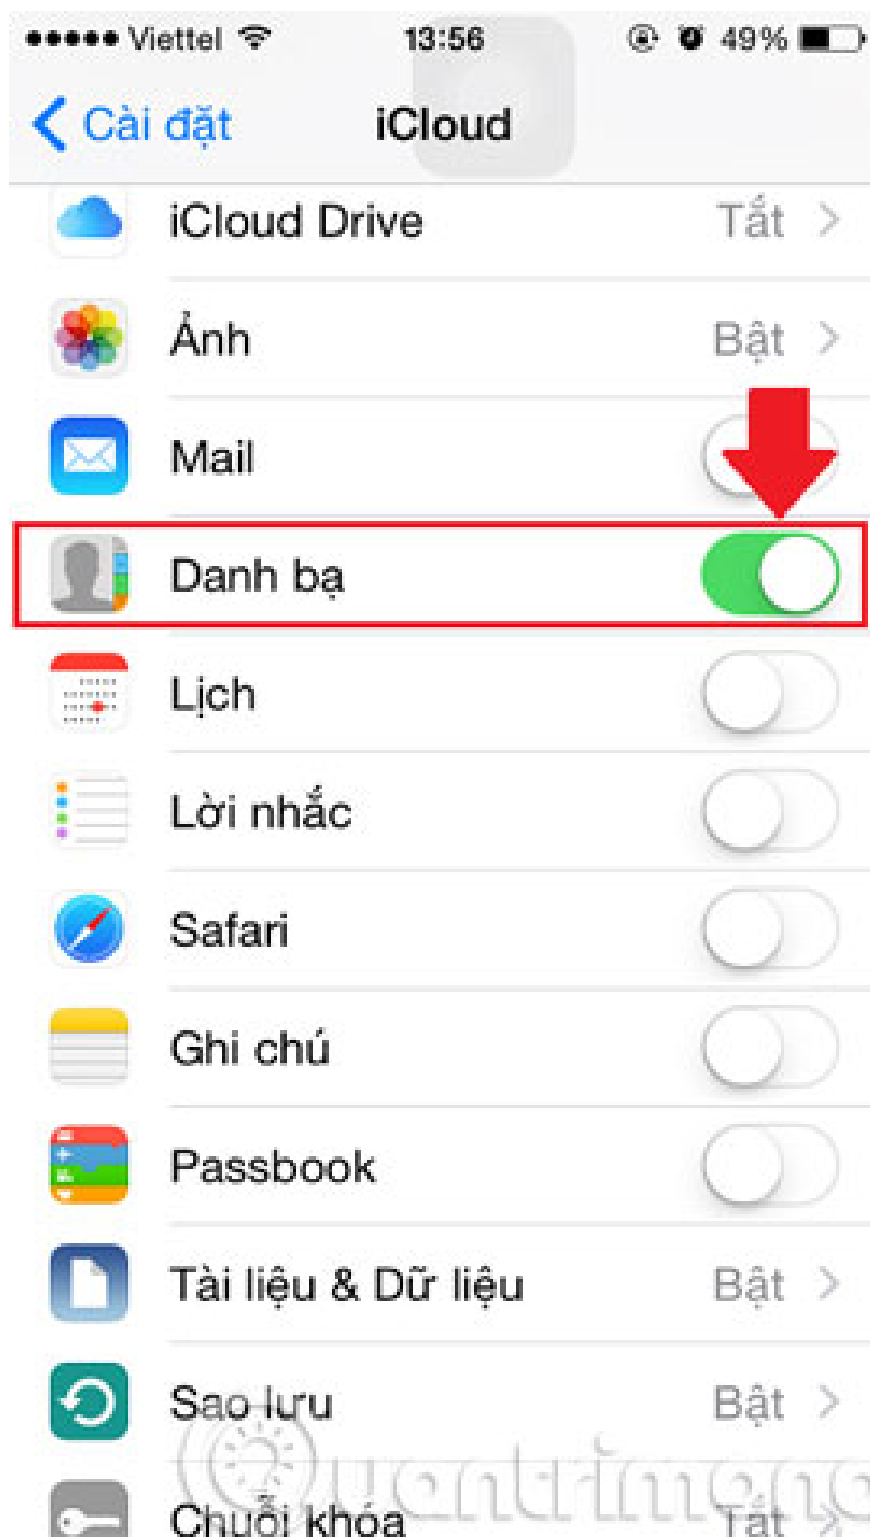 Viettel 13:56 49%
Cài đặt iCloud
iCloud Drive Tắt
Ảnh Bật
Mail
Danh bạ
Lịch
Lời nhắc
Safari
Ghi chú
Passbook
Tài liệu & Dữ liệu Bật
Sao lưu Bật
Quantrimang
Chuỗi khóa Tắt